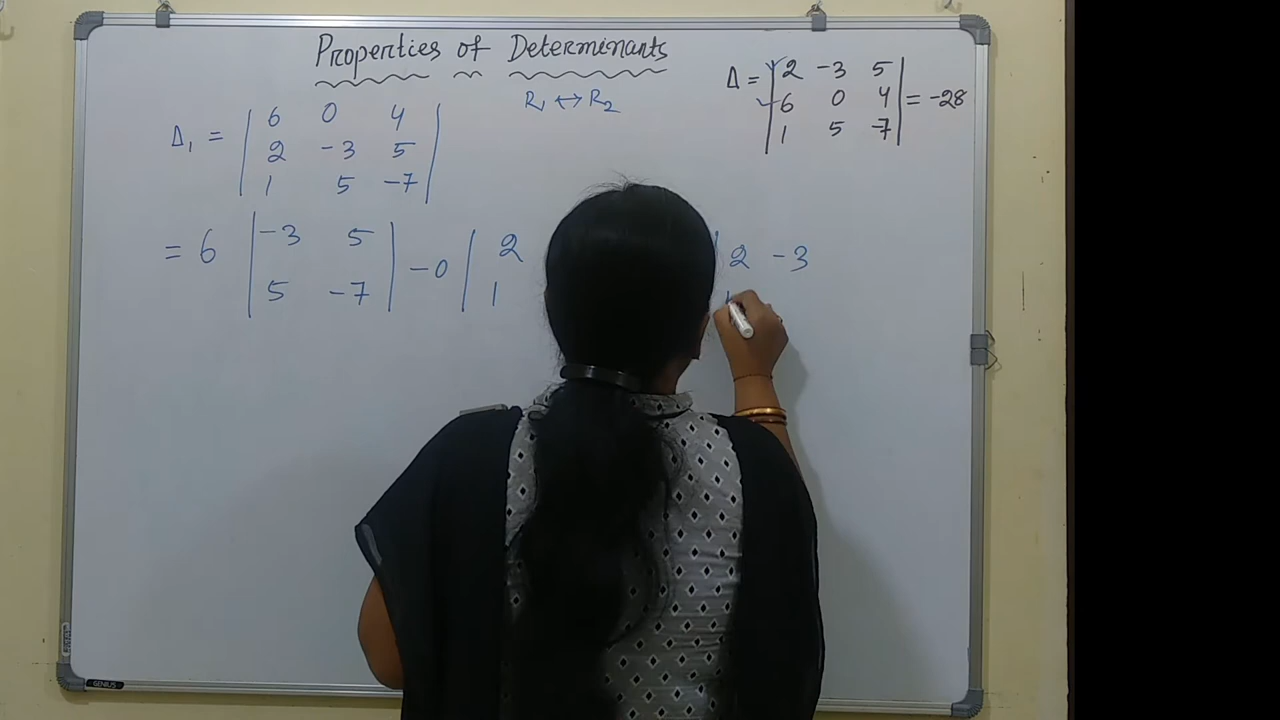 Properties of Determinants
Δ = | 2 -3 5 |
| 6 0 4 | = -28
| 1 5 -7 |
R₁ ↔ R₂
Δ₁ = | 6 0 4 |
| 2 -3 5 |
| 1 5 -7 |
= 6 | -3 5 | - 0 | 2 | 2 -3
| 5 -7 | | 1
GENIUS